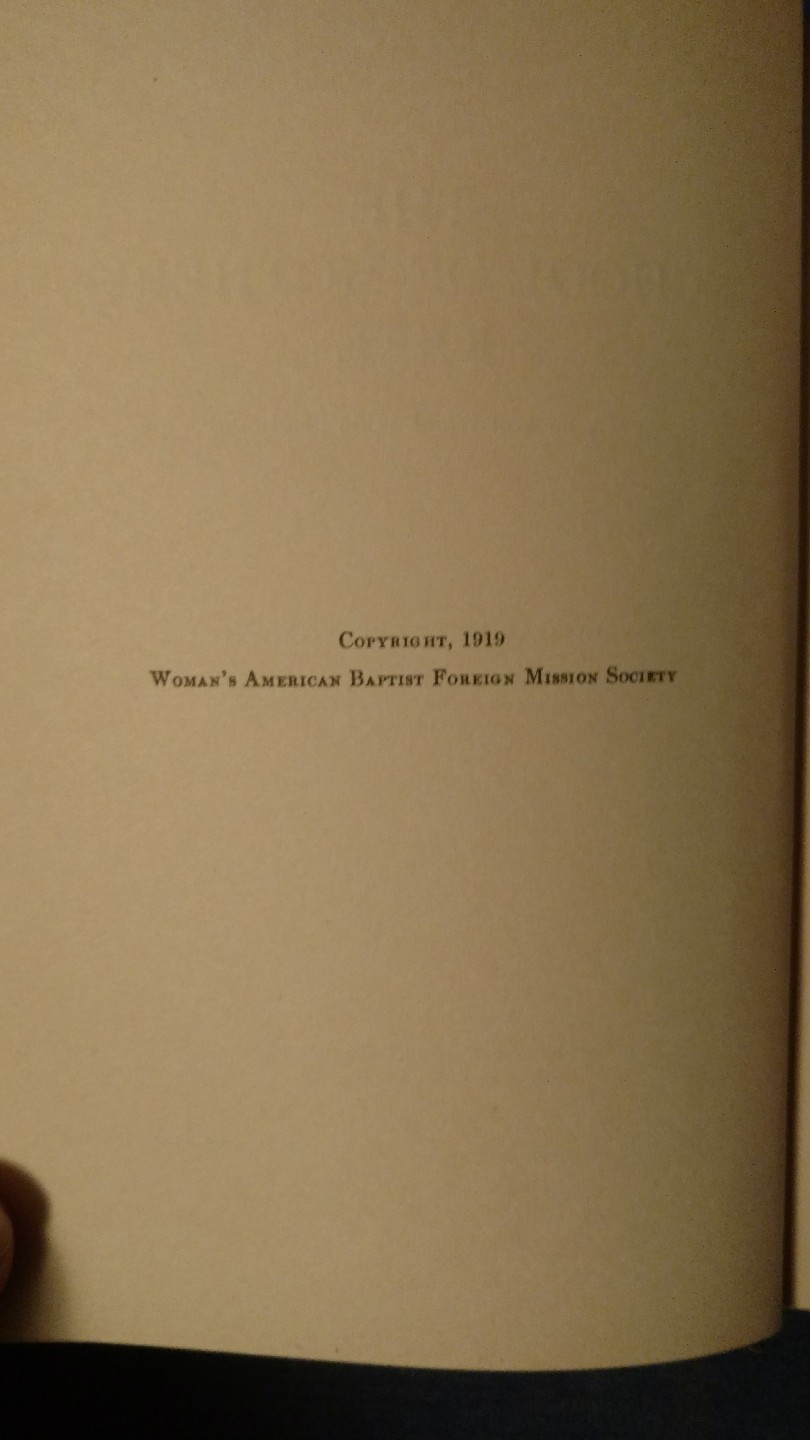 Copyright, 1919
Woman's American Baptist Foreign Mission Society